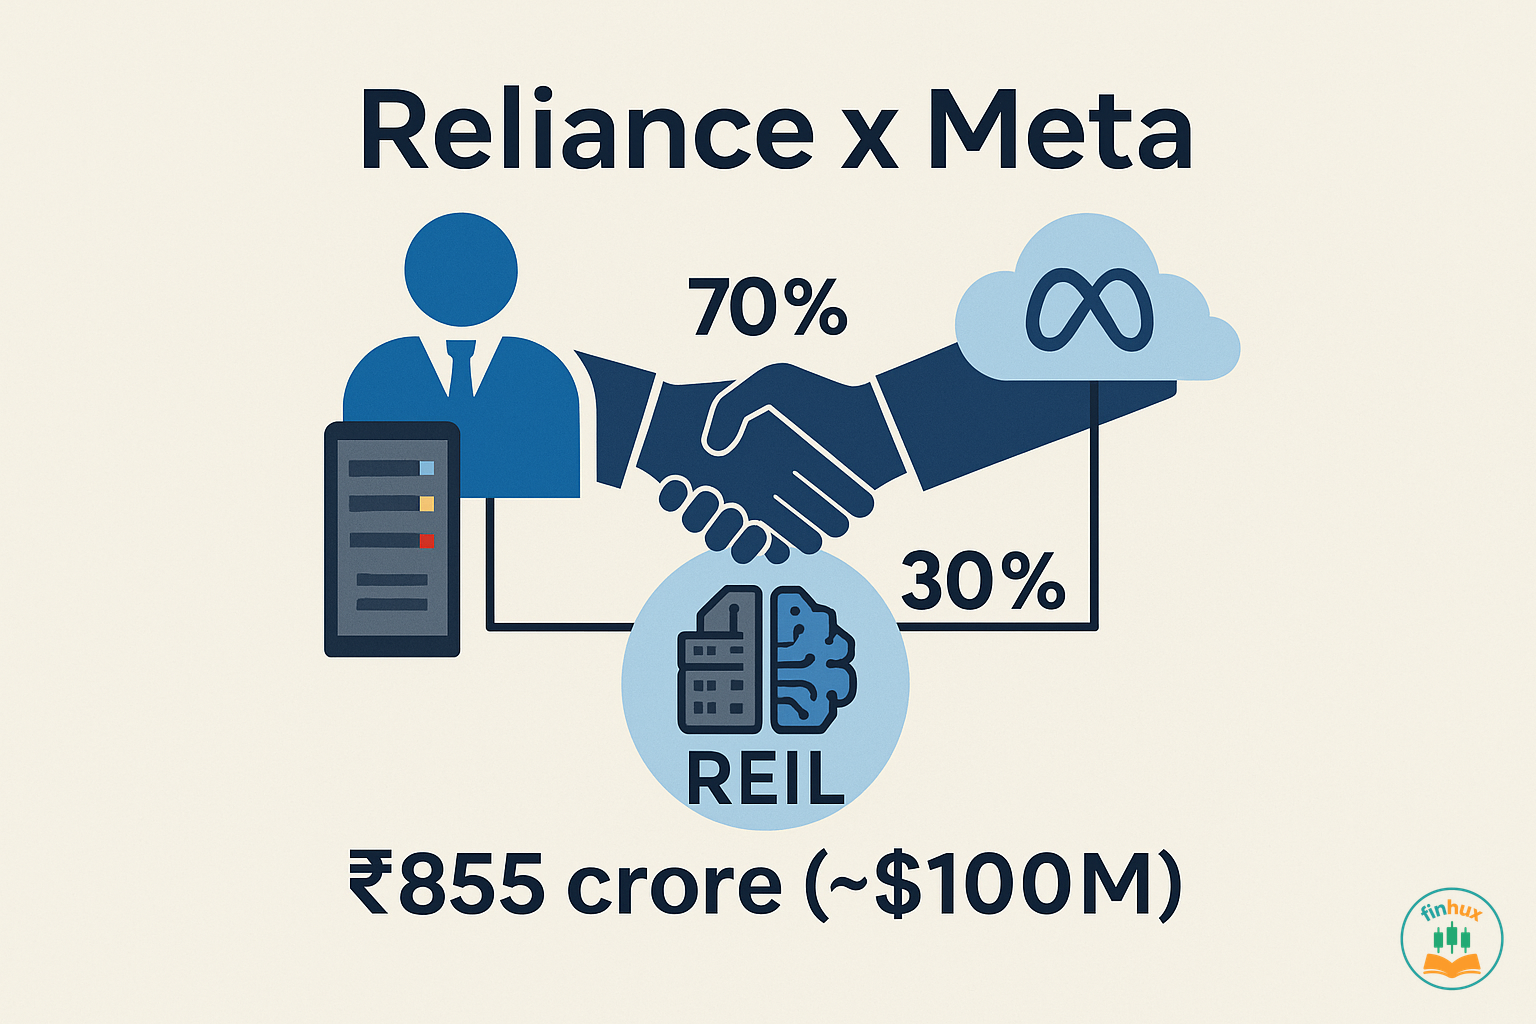 Reliance x Meta
70%
30%
REIL
₹855 crore (~$100M)
finhux